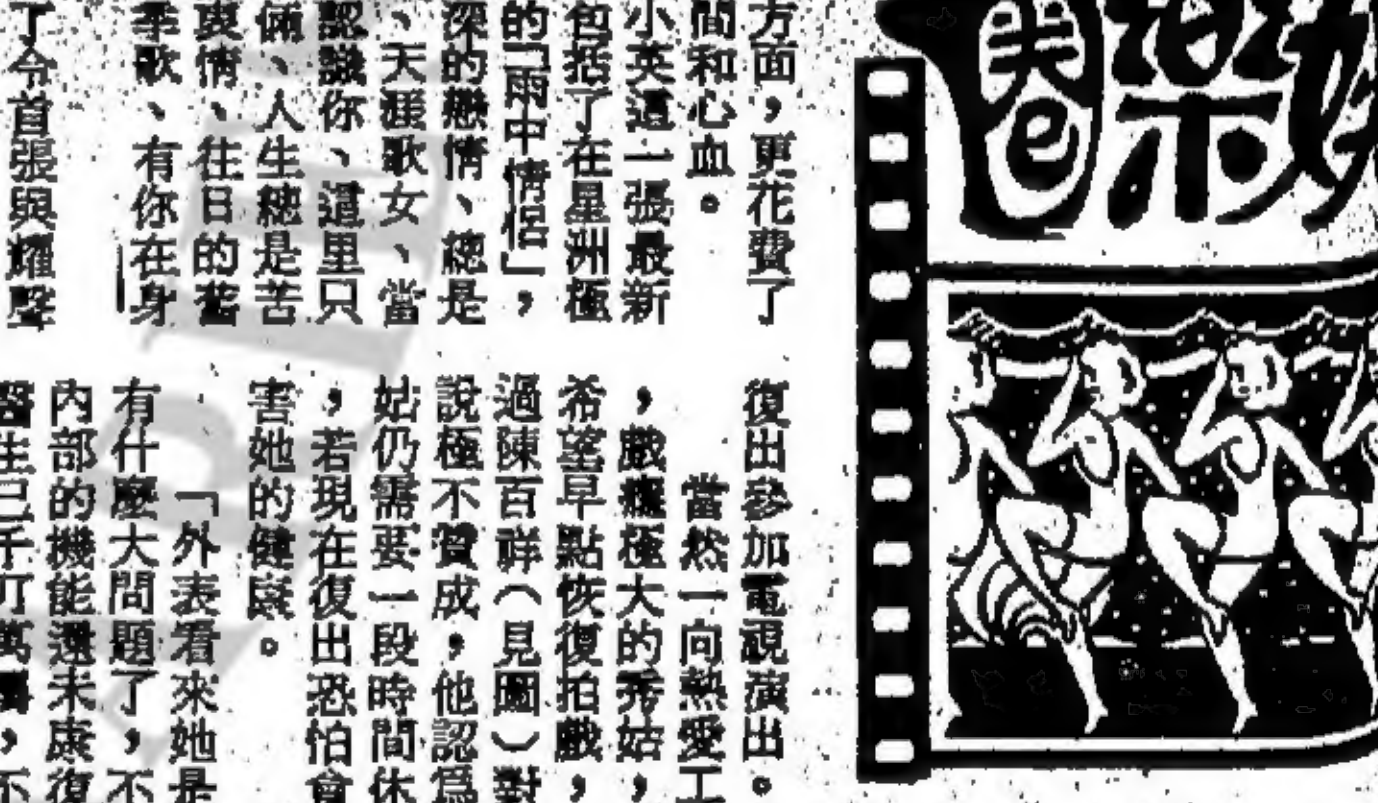 娛樂圈
方面，更花費了
間和心血。
小英這一張最新
包括了在星洲極
的「雨中情侶」，
深的戀情、總是
、天涯歌女、當
認識你、這里只
倆、人生總是苦
衷情、往日的舊
季歌、有你在身
了令首張與耀聲
復出參加電視演出。
當然一向熱愛工
，戲癮極大的秀姑，
希望早點恢復拍戲，
過陳百祥（見圖）對
說極不贊成，他認爲
姑仍需要一段時間休
，若現在復出恐怕會
害她的健康。
「外表看來她是
有什麼大問題了，不
內部的機能還未康復
醫生已千叮萬囑，不